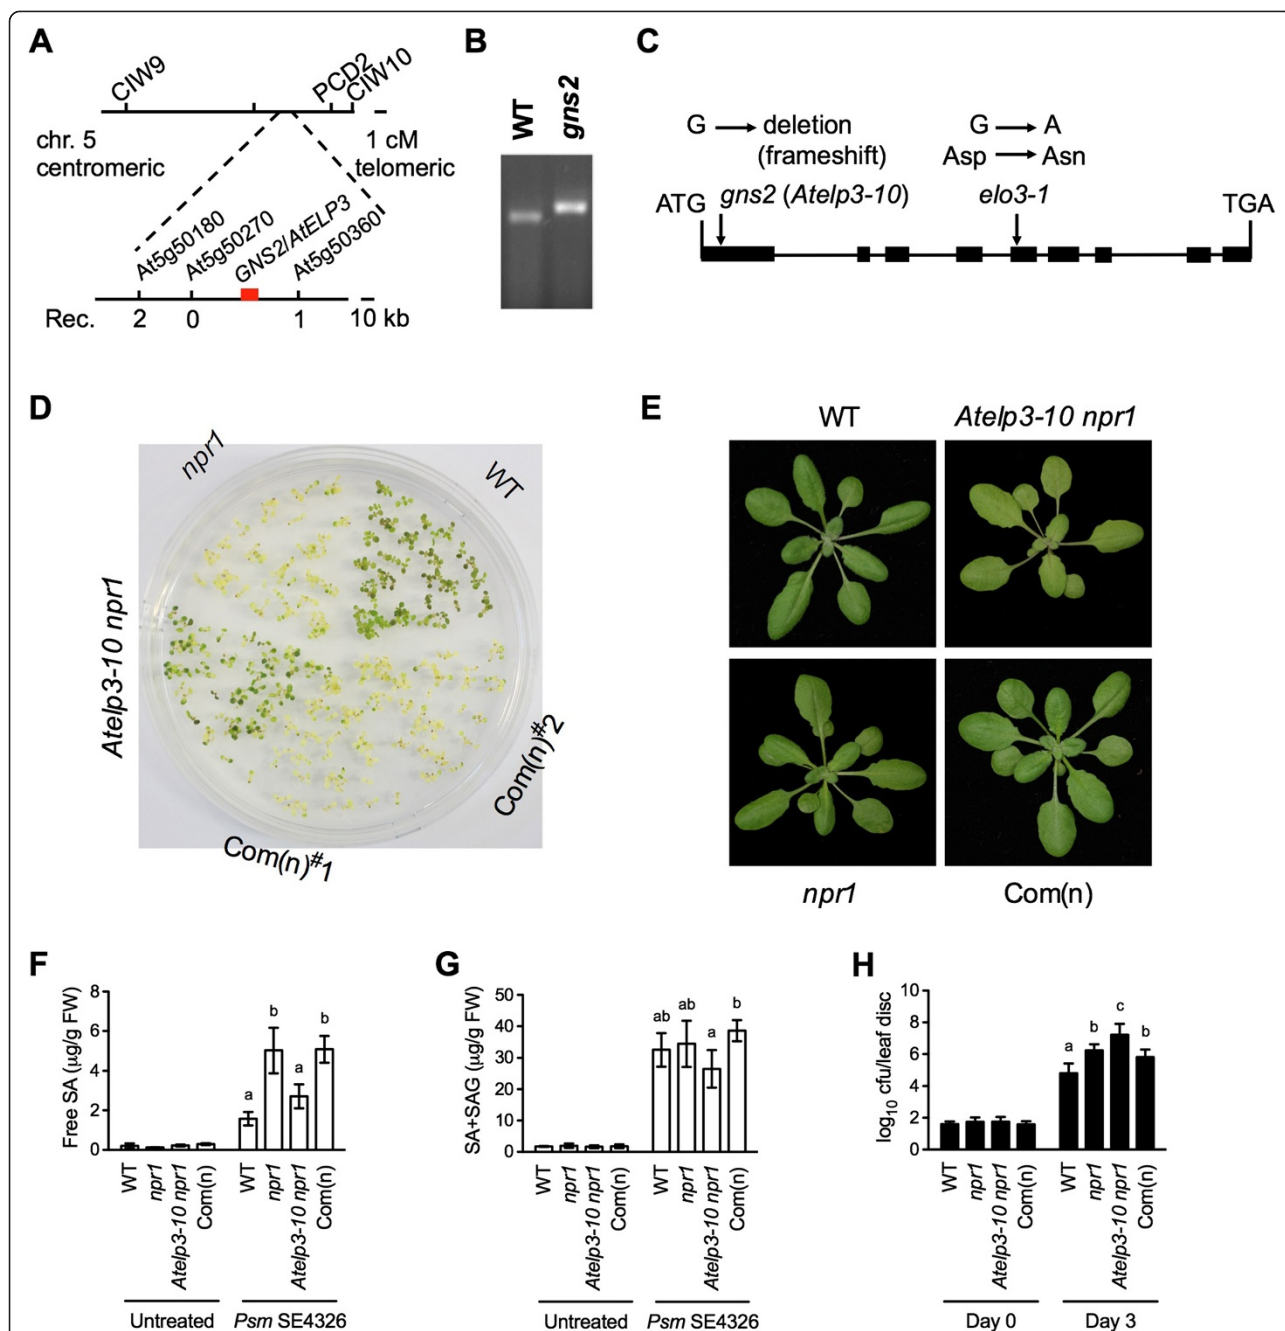 A
CIW9
PCD2
CIW10
chr. 5
centromeric
1 cM
telomeric
At5g50180
At5g50270
GNS2/AtELP3
At5g50360
Rec.
2
0
1
10 kb
B
WT
gns2
C
G → deletion
(frameshift)
G → A
Asp → Asn
ATG
gns2 (Atelp3-10)
elo3-1
TGA
D
npr1
WT
Atelp3-10 npr1
Com(n)#2
Com(n)#1
E
WT
Atelp3-10 npr1
npr1
Com(n)
F
Free SA (µg/g FW)
8
6
4
2
0
a
b
a
b
WT
npr1
Atelp3-10 npr1
Com(n)
WT
npr1
Atelp3-10 npr1
Com(n)
Untreated
Psm SE4326
G
SA+SAG (µg/g FW)
50
40
30
20
10
0
ab
ab
a
b
WT
npr1
Atelp3-10 npr1
Com(n)
WT
npr1
Atelp3-10 npr1
Com(n)
Untreated
Psm SE4326
H
log10 cfu/leaf disc
10
8
6
4
2
0
a
b
c
b
WT
npr1
Atelp3-10 npr1
Com(n)
WT
npr1
Atelp3-10 npr1
Com(n)
Day 0
Day 3